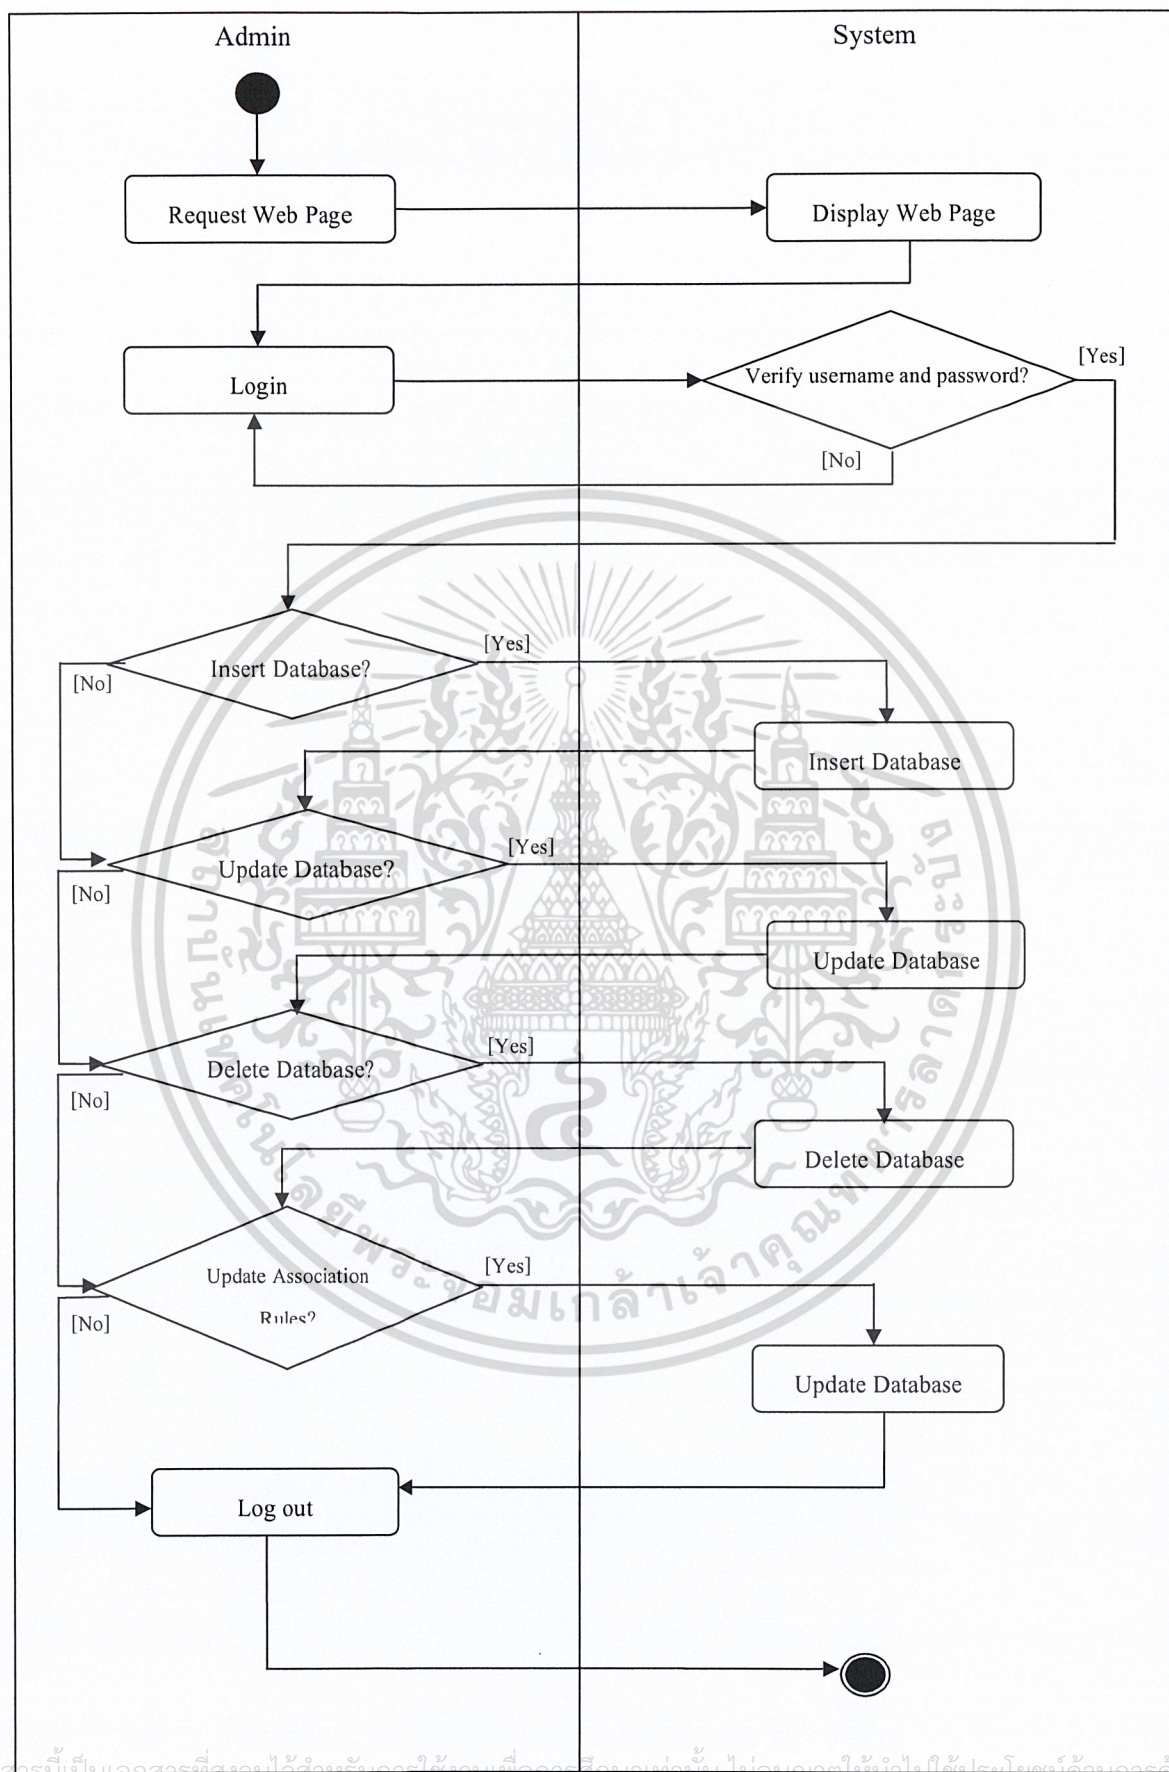 Admin
System
Request Web Page
Display Web Page
Login
Verify username and password?
[Yes]
[No]
Insert Database?
[Yes]
[No]
Insert Database
Update Database?
[Yes]
[No]
Update Database
Delete Database?
[Yes]
[No]
Delete Database
Update Association
Rules?
[Yes]
[No]
Update Database
Log out